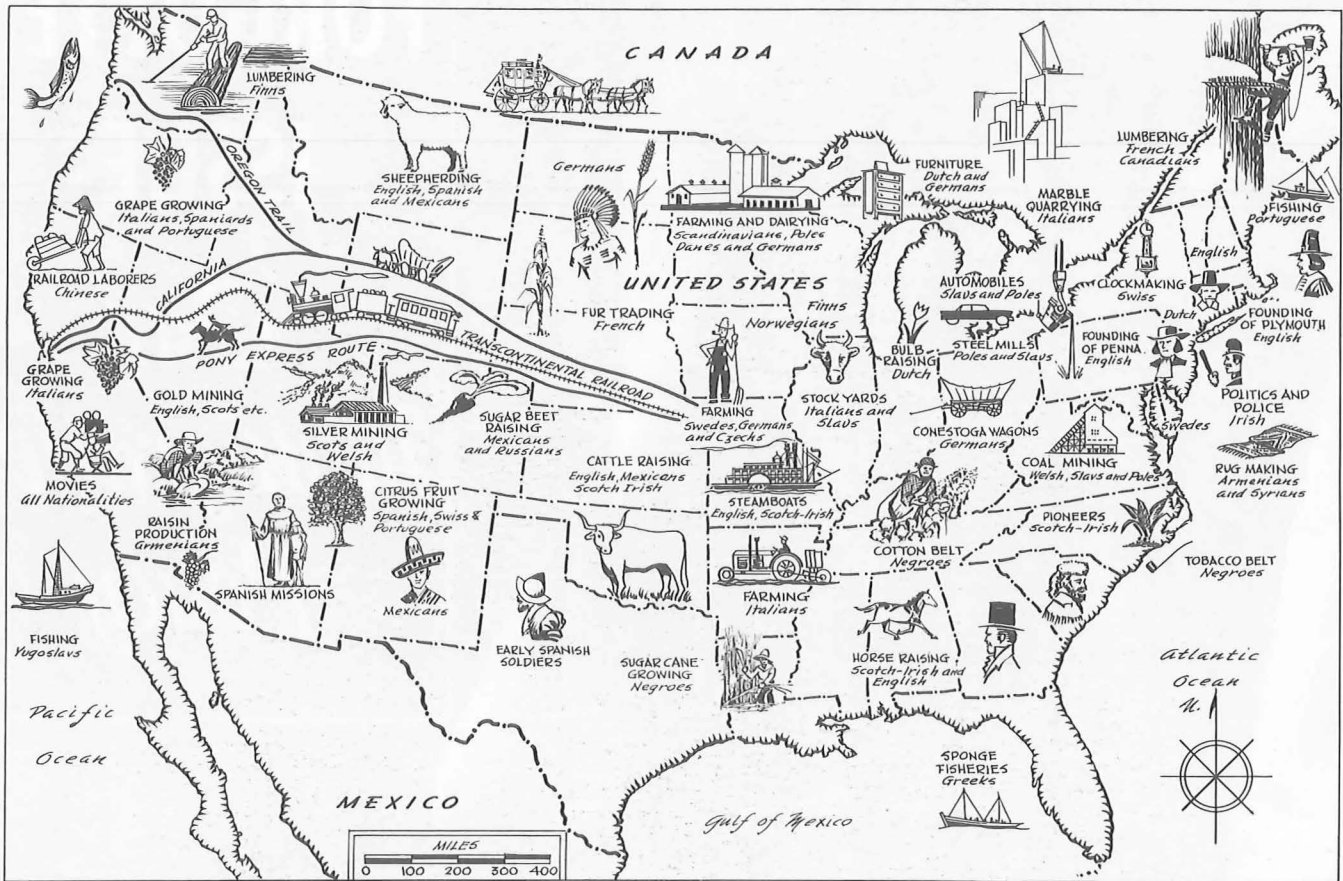 CANADA
LUMBERING
Finns
OREGON TRAIL
SHEEPHERDING
English, Spanish
and Mexicans
Germans
GRAPE GROWING
Italians, Spaniards
and Portuguese
RAILROAD LABORERS
Chinese
CALIFORNIA
FARMING AND DAIRYING
Scandinavians, Poles
Danes and Germans
FURNITURE
Dutch and
Germans
MARBLE
QUARRYING
Italians
LUMBERING
French
Canadians
FISHING
Portuguese
English
CLOCKMAKING
Swiss
Dutch
FOUNDING
OF PLYMOUTH
English
UNITED STATES
AUTOMOBILES
Slavs and Poles
Finns
Norwegians
FUR TRADING
French
STEEL MILLS
Poles and Slavs
FOUNDING
OF PENNA.
English
BULB
RAISING
Dutch
TRANSCONTINENTAL RAILROAD
PONY EXPRESS ROUTE
GRAPE
GROWING
Italians
GOLD MINING
English, Scots etc.
SILVER MINING
Scots and
Welsh
SUGAR BEET
RAISING
Mexicans
and Russians
FARMING
Swedes, Germans
and Czechs
STOCK YARDS
Italians and
Slavs
CONESTOGA WAGONS
Germans
Swedes
POLITICS AND
POLICE
Irish
COAL MINING
Welsh, Slavs and Poles
RUG MAKING
Armenians
and Syrians
MOVIES
All Nationalities
CATTLE RAISING
English, Mexicans
Scotch Irish
STEAMBOATS
English, Scotch-Irish
RAISIN
PRODUCTION
Armenians
CITRUS FRUIT
GROWING
Spanish, Swiss &
Portuguese
COTTON BELT
Negroes
PIONEERS
Scotch-Irish
TOBACCO BELT
Negroes
SPANISH MISSIONS
Mexicans
FARMING
Italians
FISHING
Yugoslavs
EARLY SPANISH
SOLDIERS
SUGAR CANE
GROWING
Negroes
HORSE RAISING
Scotch-Irish and
English
Atlantic
Ocean
N.
Pacific
Ocean
MEXICO
Gulf of Mexico
SPONGE
FISHERIES
Greeks
MILES
0 100 200 300 400